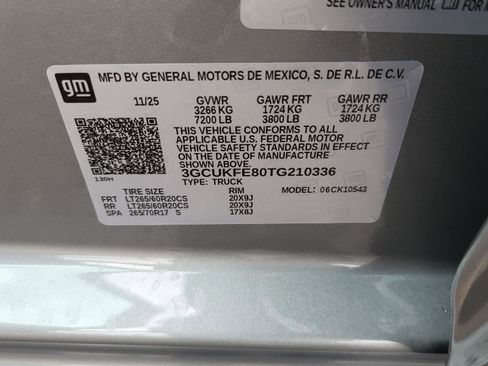 SEE OWNER'S MANUAL
gm
MFD BY GENERAL MOTORS DE MEXICO, S. DE R.L. DE C.V.
11/25 GVWR GAWR FRT GAWR RR
3266 KG 1724 KG 1724 KG
7200 LB 3800 LB 3800 LB
THIS VEHICLE CONFORMS TO ALL
APPLICABLE U.S. FEDERAL MOTOR
VEHICLE SAFETY STANDARDS IN EFFECT
ON THE DATE OF MANUFACTURE
SHOWN ABOVE.
3GCUKFE80TG210336
TYPE: TRUCK
130H
TIRE SIZE RIM MODEL: 06CK10543
FRT LT265/60R20CS 20X9J
RR LT265/60R20CS 20X9J
SPA 265/70R17 S 17X8J